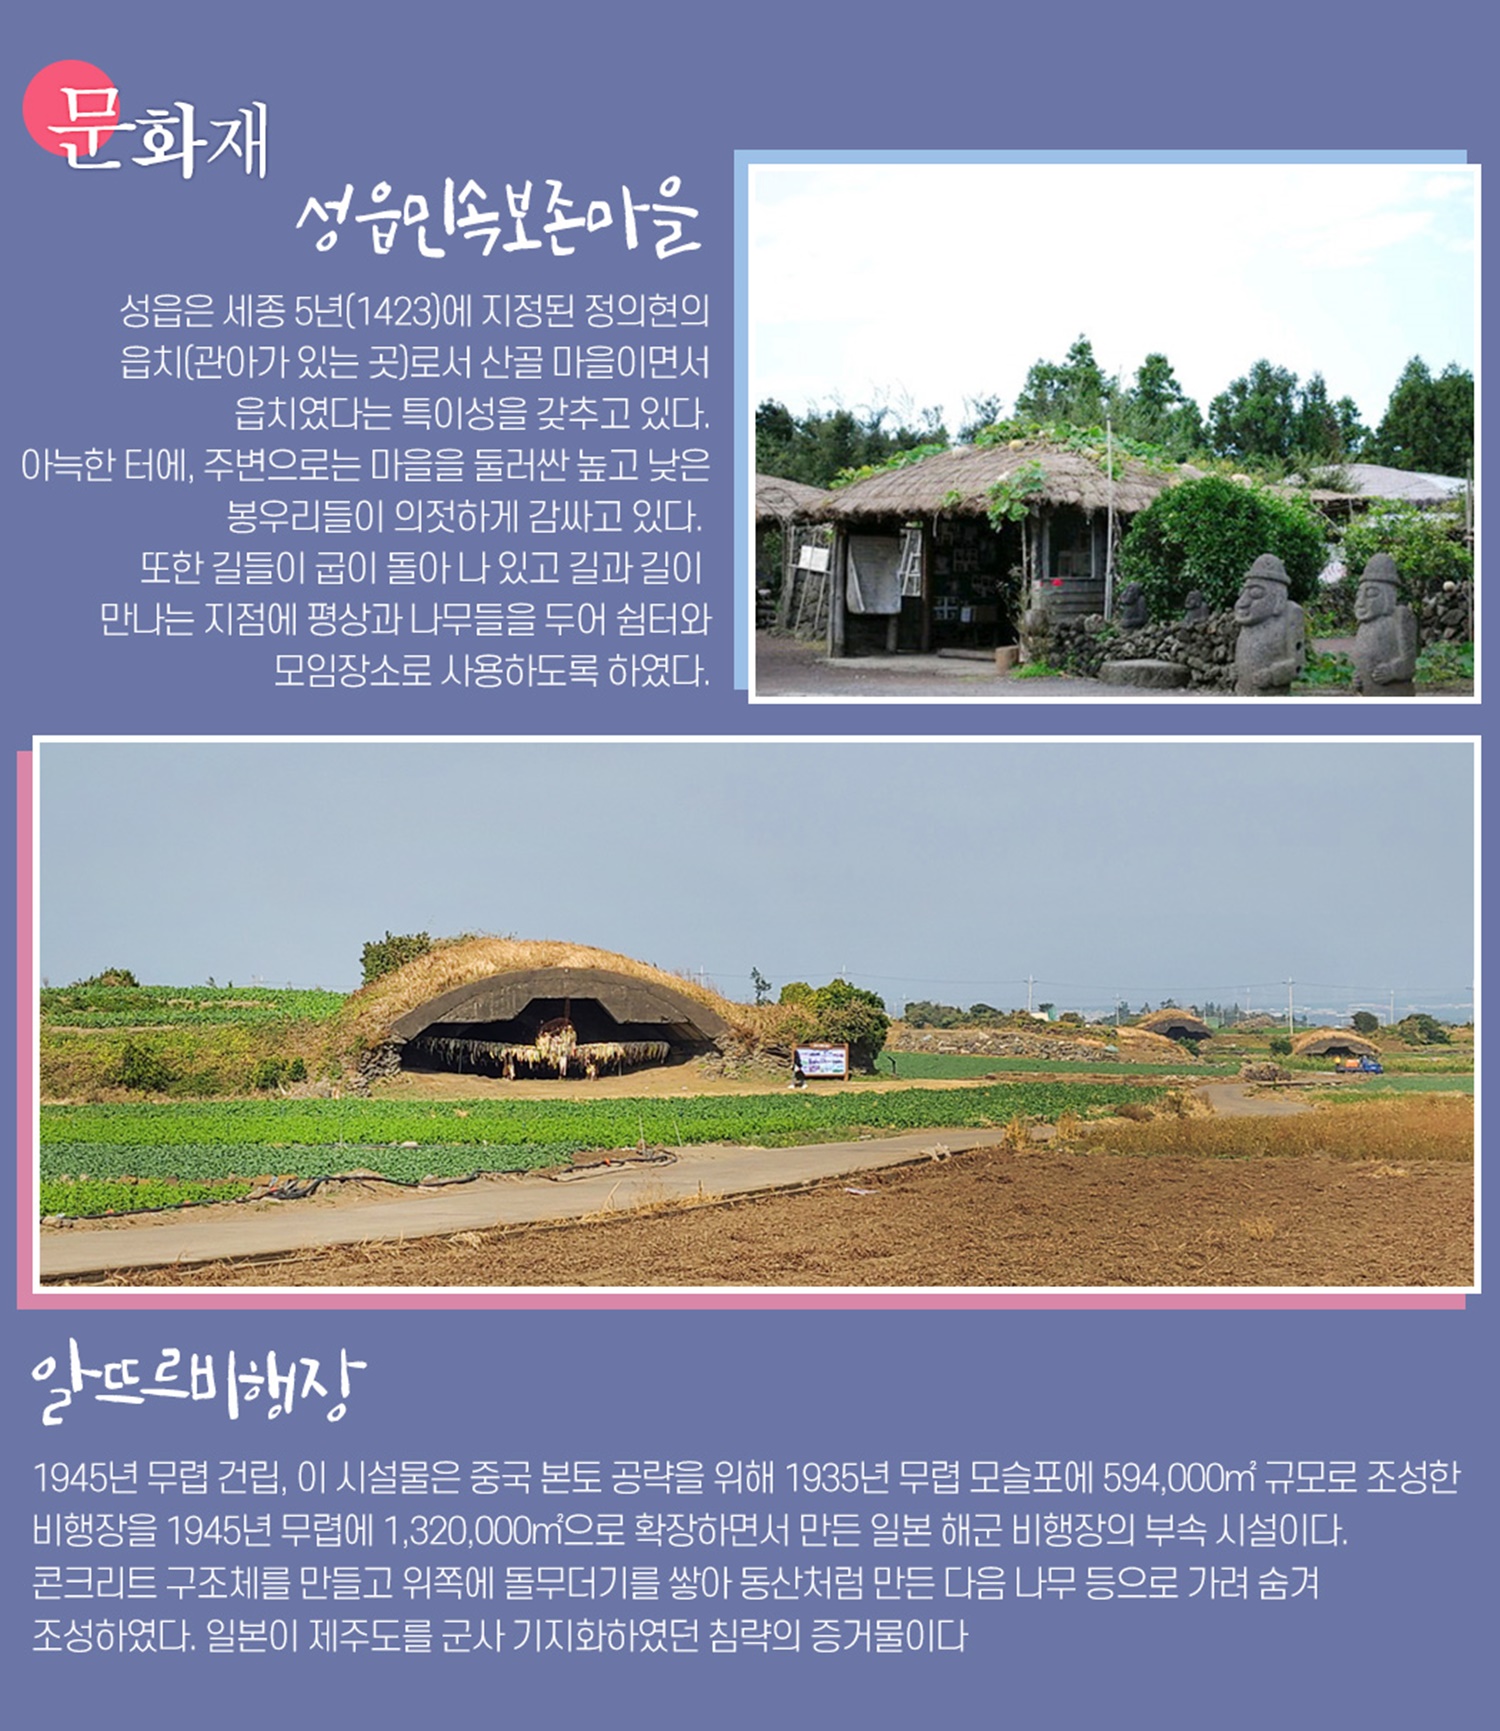 문화재
성읍민속보존마을
성읍은 세종 5년(1423)에 지정된 정의현의
읍치(관아가 있는 곳)로서 산골 마을이면서
읍치였다는 특이성을 갖추고 있다.
아늑한 터에, 주변으로는 마을을 둘러싼 높고 낮은
봉우리들이 의젓하게 감싸고 있다.
또한 길들이 굽이 돌아 나 있고 길과 길이
만나는 지점에 평상과 나무들을 두어 쉼터와
모임장소로 사용하도록 하였다.
알뜨르비행장
1945년 무렵 건립, 이 시설물은 중국 본토 공략을 위해 1935년 무렵 모슬포에 594,000㎡ 규모로 조성한
비행장을 1945년 무렵에 1,320,000㎡으로 확장하면서 만든 일본 해군 비행장의 부속 시설이다.
콘크리트 구조체를 만들고 위쪽에 돌무더기를 쌓아 동산처럼 만든 다음 나무 등으로 가려 숨겨
조성하였다. 일본이 제주도를 군사 기지화하였던 침략의 증거물이다